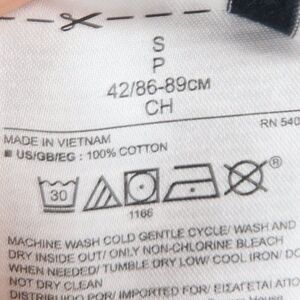 S
P
42/86-89CM
CH
RN 540
MADE IN VIETNAM
US/GB/EG : 100% COTTON
30
1166
MACHINE WASH COLD GENTLE CYCLE/ WASH AND
DRY INSIDE OUT/ ONLY NON-CHLORINE BLEACH
WHEN NEEDED/ TUMBLE DRY LOW/ COOL IRON/ DO
NOT DRY CLEAN
DISTRIBUIDO POR/ IMPORTED FOR/